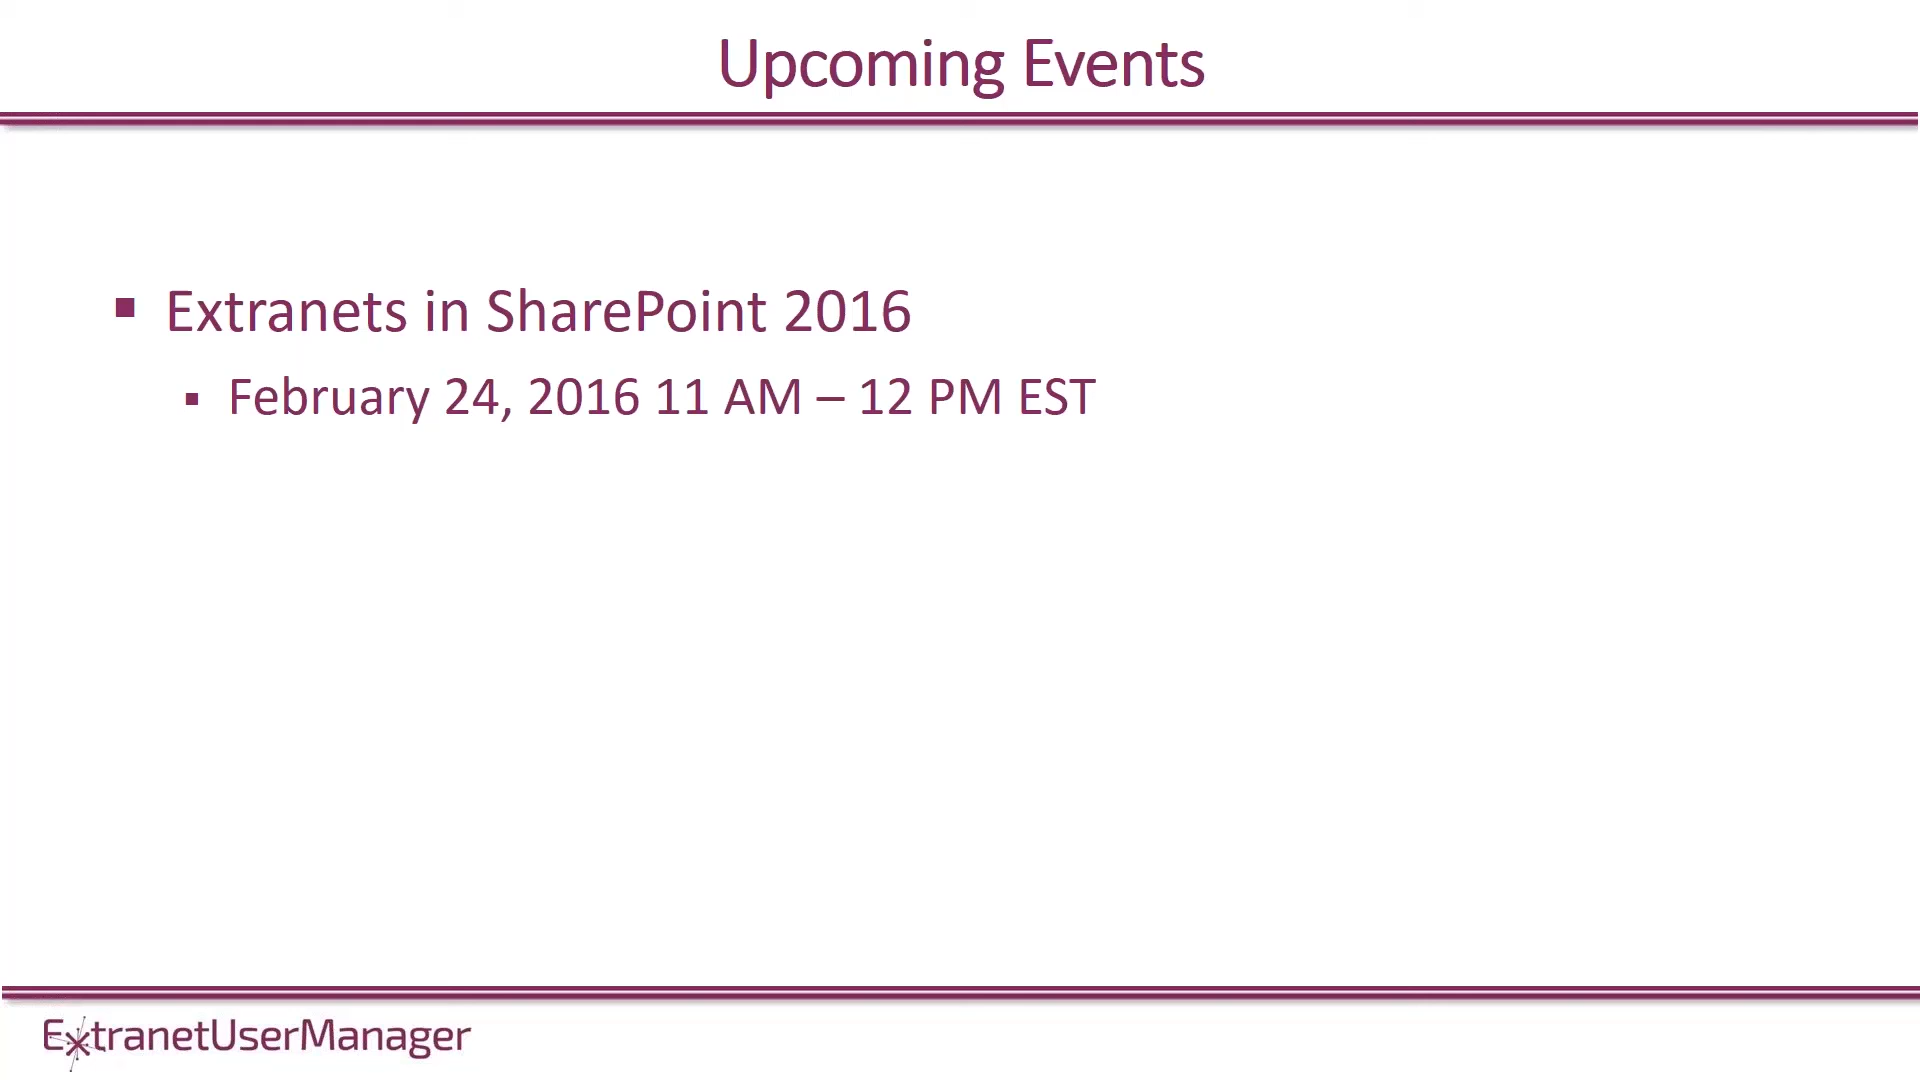 Upcoming Events
▪ Extranets in SharePoint 2016
▪ February 24, 2016 11 AM – 12 PM EST
ExtranetUserManager